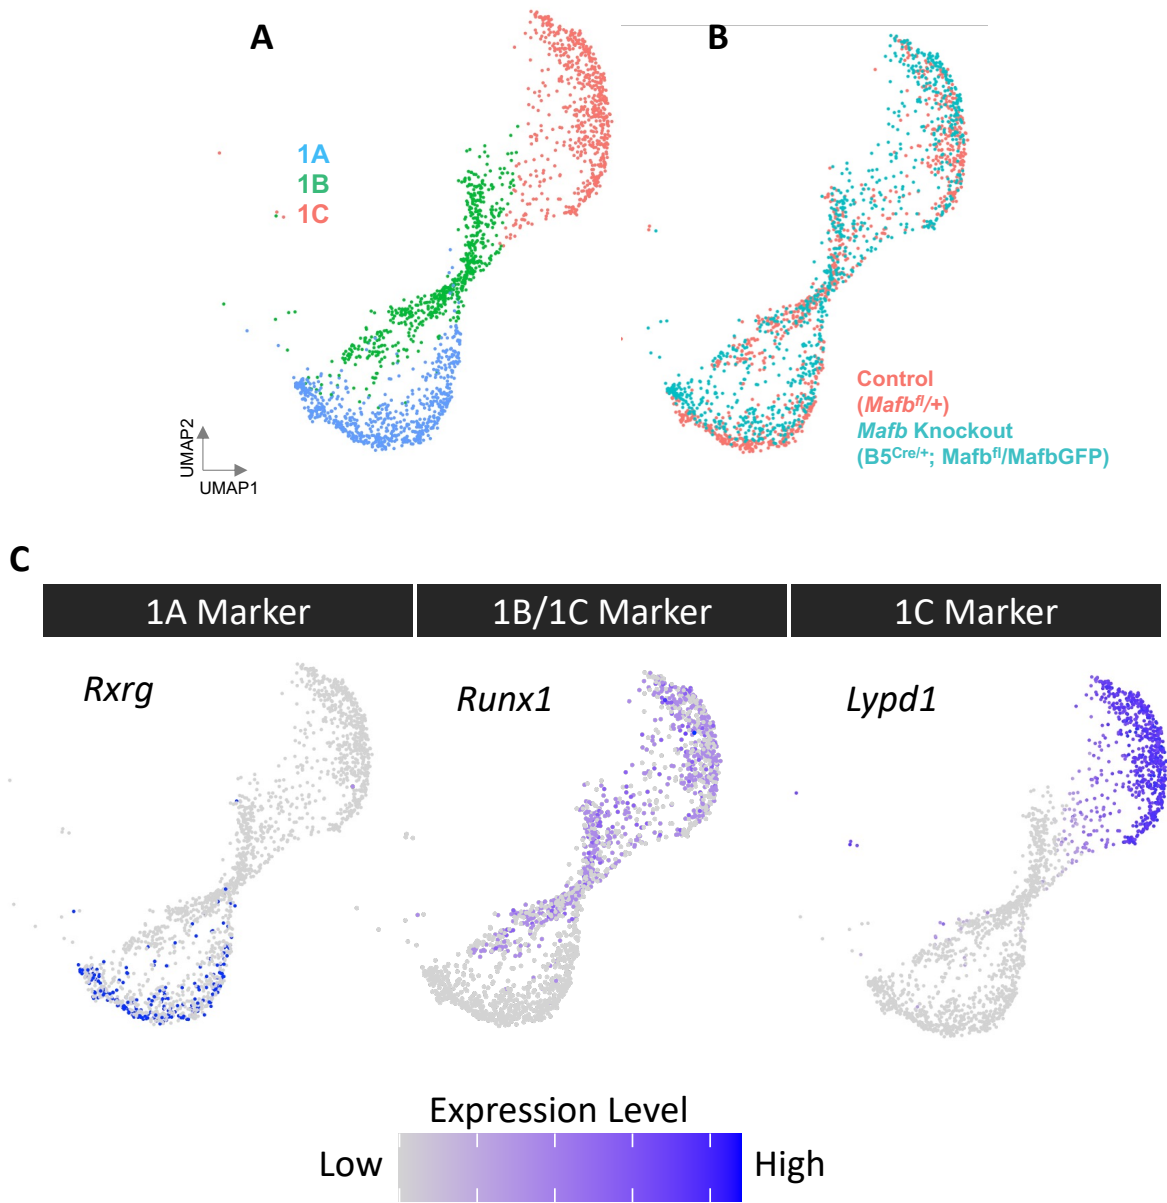 A
B
1A
1B
1C
UMAP2
UMAP1
Control
(Mafbfl/+)
Mafb Knockout
(B5Cre/+; Mafbfl/MafbGFP)
C
1A Marker
1B/1C Marker
1C Marker
Rxrg
Runx1
Lypd1
Expression Level
Low
High